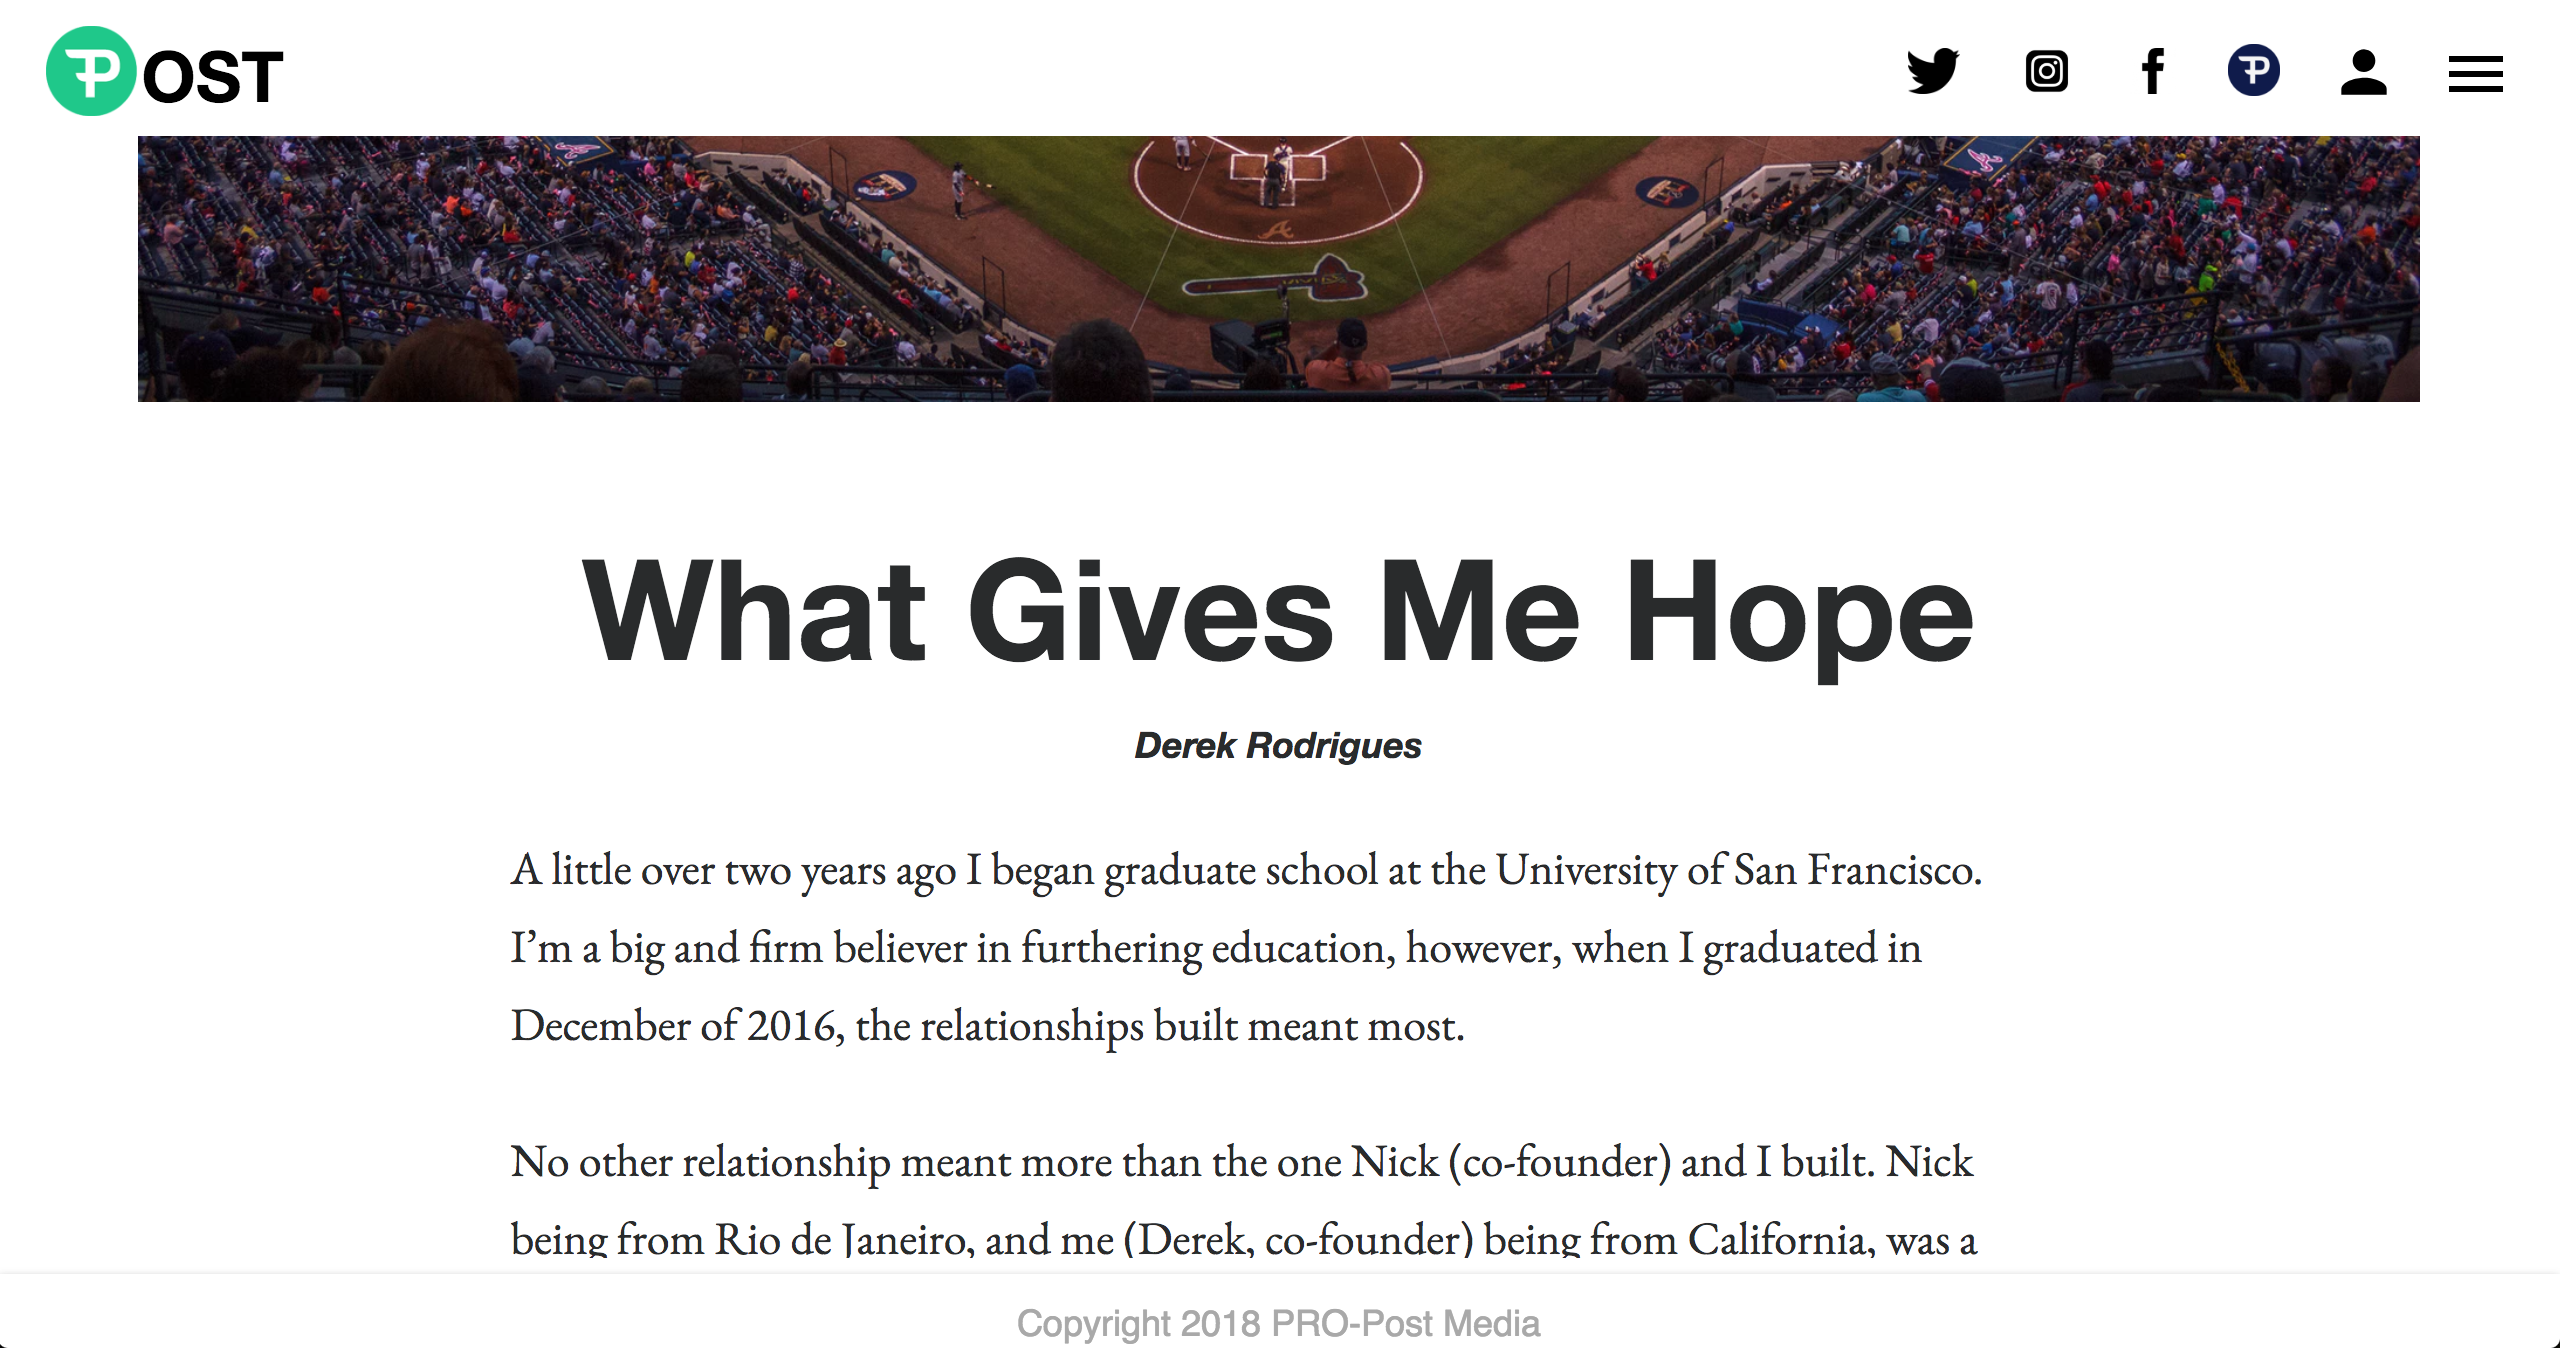 POST
What Gives Me Hope
Derek Rodrigues
A little over two years ago I began graduate school at the University of San Francisco.
I’m a big and firm believer in furthering education, however, when I graduated in
December of 2016, the relationships built meant most.
No other relationship meant more than the one Nick (co-founder) and I built. Nick
being from Rio de Janeiro, and me (Derek, co-founder) being from California, was a
Copyright 2018 PRO-Post Media